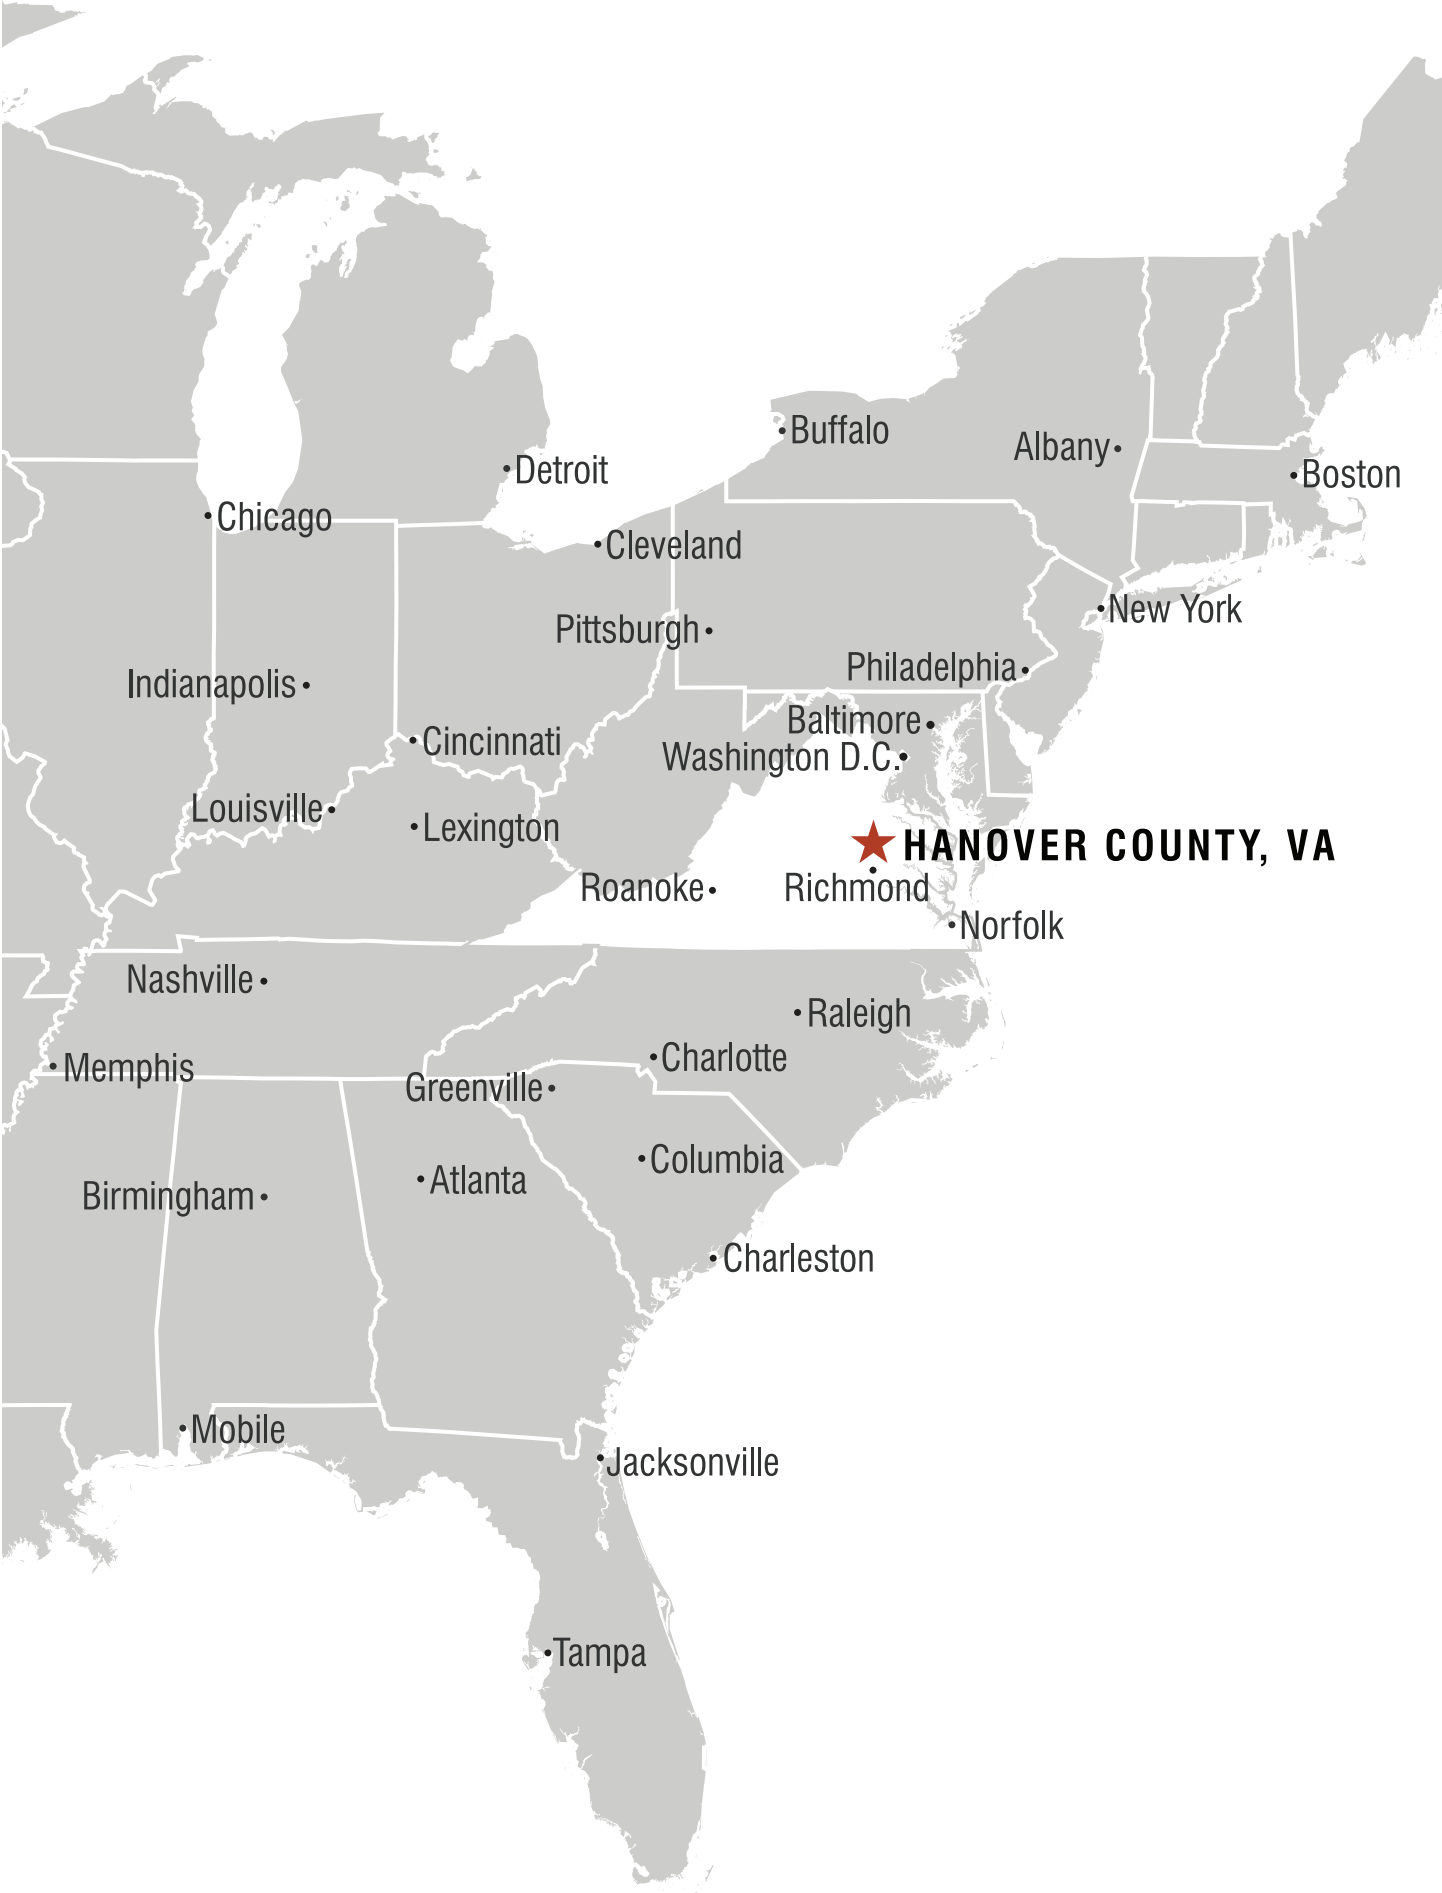 Buffalo
Albany
Boston
Detroit
Chicago
Cleveland
New York
Pittsburgh
Philadelphia
Indianapolis
Baltimore
Cincinnati
Washington D.C.
Louisville
Lexington
HANOVER COUNTY, VA
Roanoke
Richmond
Norfolk
Nashville
Raleigh
Memphis
Charlotte
Greenville
Columbia
Atlanta
Birmingham
Charleston
Mobile
Jacksonville
Tampa